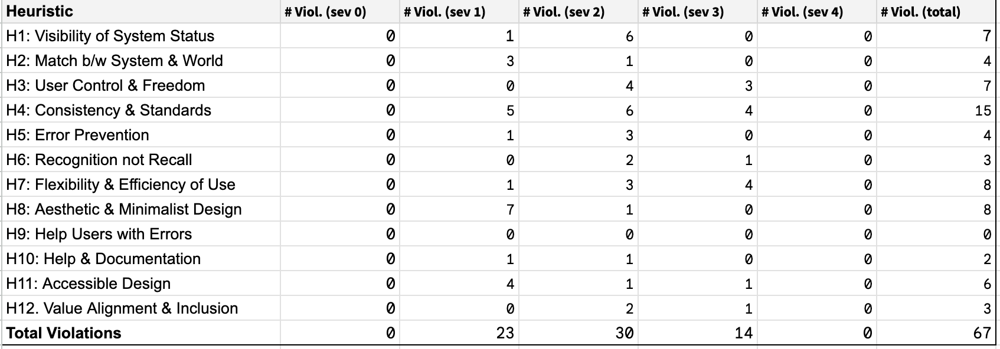 Heuristic # Viol. (sev 0) # Viol. (sev 1) # Viol. (sev 2) # Viol. (sev 3) # Viol. (sev 4) # Viol. (total)
H1: Visibility of System Status 0 1 6 0 0 7
H2: Match b/w System & World 0 3 1 0 0 4
H3: User Control & Freedom 0 0 4 3 0 7
H4: Consistency & Standards 0 5 6 4 0 15
H5: Error Prevention 0 1 3 0 0 4
H6: Recognition not Recall 0 0 2 1 0 3
H7: Flexibility & Efficiency of Use 0 1 3 4 0 8
H8: Aesthetic & Minimalist Design 0 7 1 0 0 8
H9: Help Users with Errors 0 0 0 0 0 0
H10: Help & Documentation 0 1 1 0 0 2
H11: Accessible Design 0 4 1 1 0 6
H12. Value Alignment & Inclusion 0 0 2 1 0 3
Total Violations 0 23 30 14 0 67